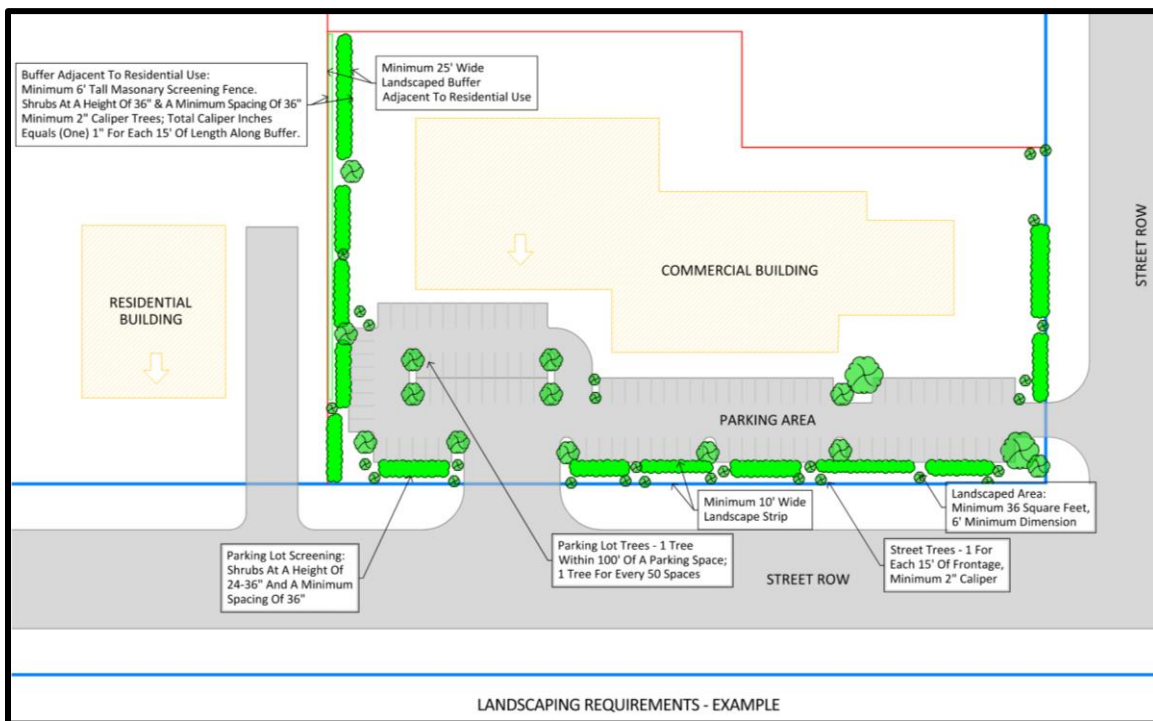 Buffer Adjacent To Residential Use:
Minimum 6' Tall Masonary Screening Fence.
Shrubs At A Height Of 36" & A Minimum Spacing Of 36"
Minimum 2" Caliper Trees; Total Caliper Inches
Equals (One) 1" For Each 15' Of Length Along Buffer.
Minimum 25' Wide
Landscaped Buffer
Adjacent To Residential Use
STREET ROW
COMMERCIAL BUILDING
RESIDENTIAL
BUILDING
PARKING AREA
Minimum 10' Wide
Landscape Strip
Landscaped Area:
Minimum 36 Square Feet,
6' Minimum Dimension
Parking Lot Screening:
Shrubs At A Height Of
24-36" And A Minimum
Spacing Of 36"
Parking Lot Trees - 1 Tree
Within 100' Of A Parking Space;
1 Tree For Every 50 Spaces
Street Trees - 1 For
Each 15' Of Frontage,
Minimum 2" Caliper
STREET ROW
LANDSCAPING REQUIREMENTS - EXAMPLE